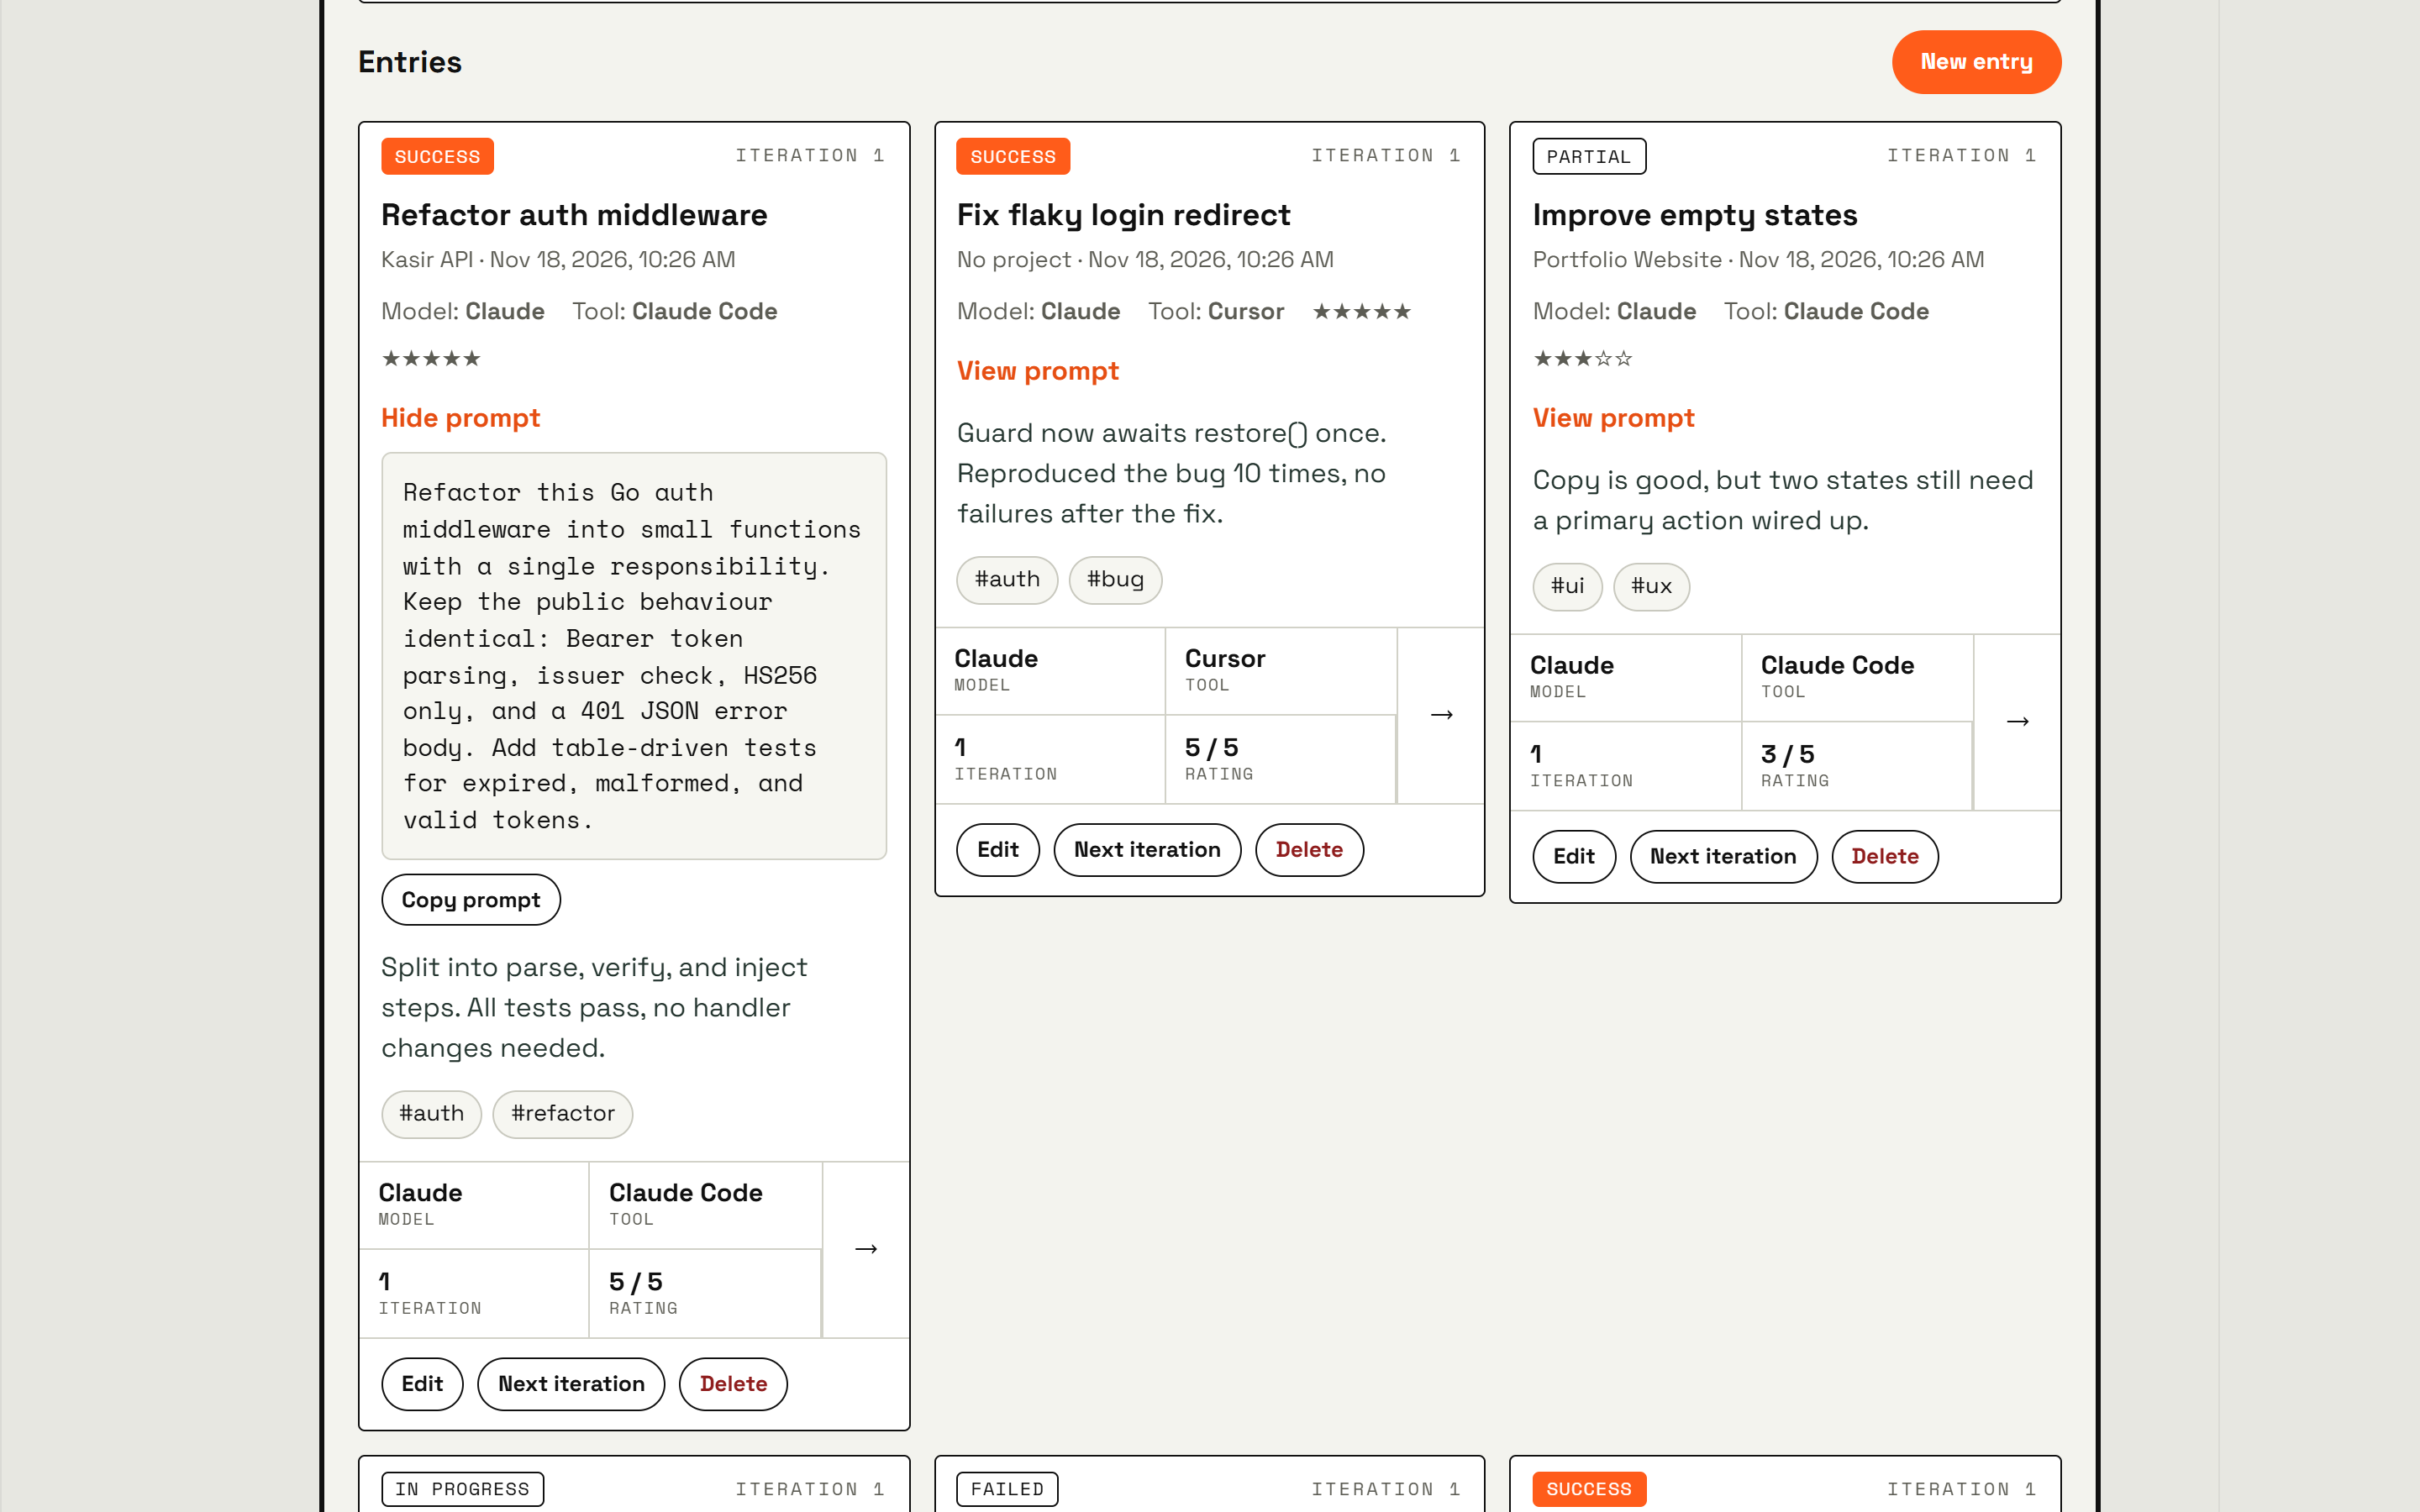 Entries
New entry
SUCCESS
ITERATION 1
Refactor auth middleware
Kasir API · Nov 18, 2026, 10:26 AM
Model: Claude Tool: Claude Code
★★★★★
Hide prompt
Refactor this Go auth
middleware into small functions
with a single responsibility.
Keep the public behaviour
identical: Bearer token
parsing, issuer check, HS256
only, and a 401 JSON error
body. Add table-driven tests
for expired, malformed, and
valid tokens.
Copy prompt
Split into parse, verify, and inject
steps. All tests pass, no handler
changes needed.
#auth #refactor
Claude
MODEL
Claude Code
TOOL
→
1
ITERATION
5 / 5
RATING
Edit Next iteration Delete
SUCCESS
ITERATION 1
Fix flaky login redirect
No project · Nov 18, 2026, 10:26 AM
Model: Claude Tool: Cursor ★★★★★
View prompt
Guard now awaits restore() once.
Reproduced the bug 10 times, no
failures after the fix.
#auth #bug
Claude
MODEL
Cursor
TOOL
→
1
ITERATION
5 / 5
RATING
Edit Next iteration Delete
PARTIAL
ITERATION 1
Improve empty states
Portfolio Website · Nov 18, 2026, 10:26 AM
Model: Claude Tool: Claude Code
★★★☆☆
View prompt
Copy is good, but two states still need
a primary action wired up.
#ui #ux
Claude
MODEL
Claude Code
TOOL
→
1
ITERATION
3 / 5
RATING
Edit Next iteration Delete
IN PROGRESS
ITERATION 1
FAILED
ITERATION 1
SUCCESS
ITERATION 1